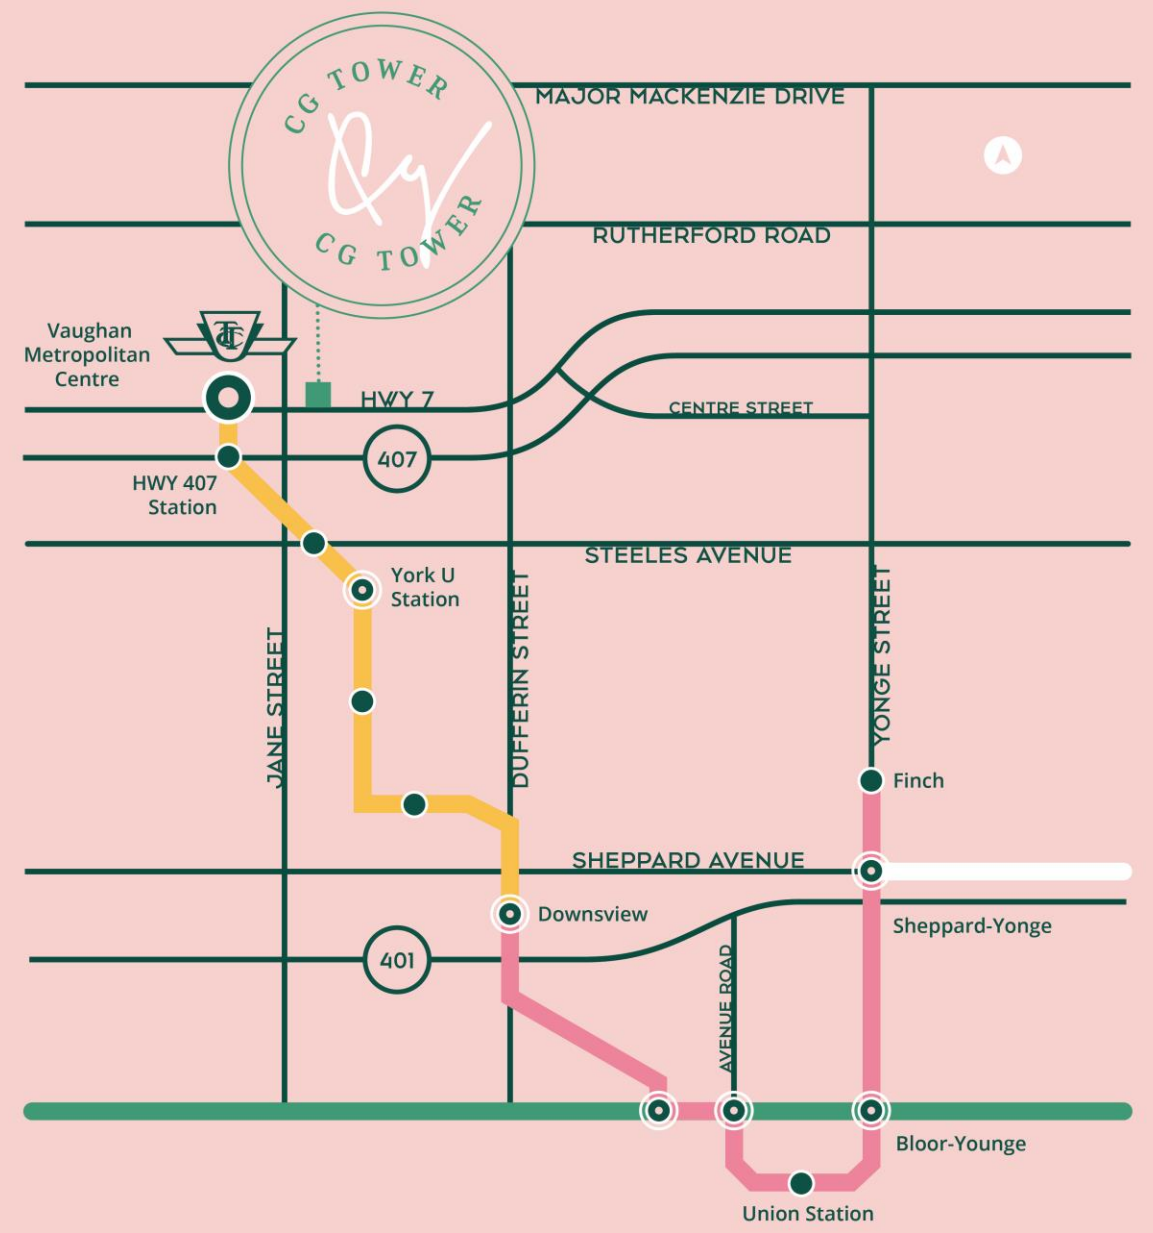 CG TOWER
Cg
CG TOWER
MAJOR MACKENZIE DRIVE
RUTHERFORD ROAD
Vaughan
Metropolitan
Centre
TTC
HWY 7
CENTRE STREET
407
HWY 407
Station
STEELES AVENUE
York U
Station
JANE STREET
DUFFERIN STREET
YONGE STREET
Finch
SHEPPARD AVENUE
Downsview
Sheppard-Yonge
401
AVENUE ROAD
Bloor-Younge
Union Station